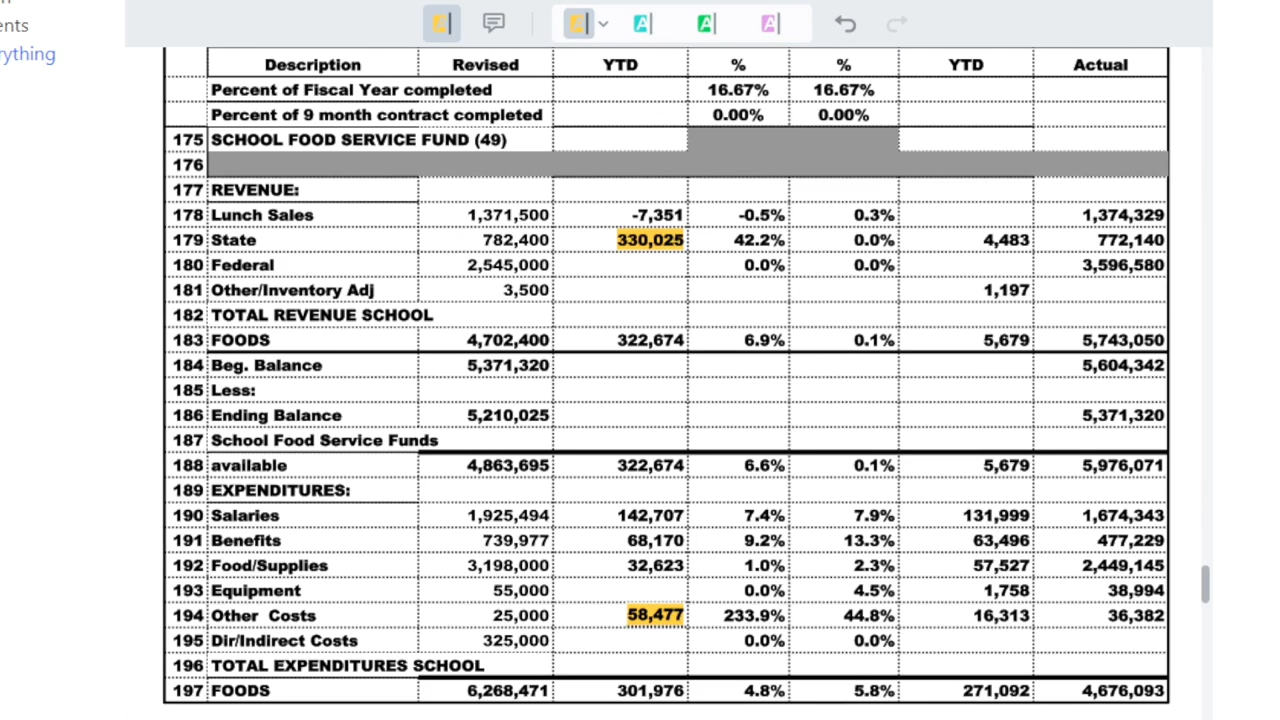 ents
rything
Description Revised YTD % % YTD Actual
Percent of Fiscal Year completed 16.67% 16.67%
Percent of 9 month contract completed 0.00% 0.00%
175 SCHOOL FOOD SERVICE FUND (49)
176
177 REVENUE:
178 Lunch Sales 1,371,500 -7,351 -0.5% 0.3% 1,374,329
179 State 782,400 330,025 42.2% 0.0% 4,483 772,140
180 Federal 2,545,000 0.0% 0.0% 3,596,580
181 Other/Inventory Adj 3,500 1,197
182 TOTAL REVENUE SCHOOL
183 FOODS 4,702,400 322,674 6.9% 0.1% 5,679 5,743,050
184 Beg. Balance 5,371,320 5,604,342
185 Less:
186 Ending Balance 5,210,025 5,371,320
187 School Food Service Funds
188 available 4,863,695 322,674 6.6% 0.1% 5,679 5,976,071
189 EXPENDITURES:
190 Salaries 1,925,494 142,707 7.4% 7.9% 131,999 1,674,343
191 Benefits 739,977 68,170 9.2% 13.3% 63,496 477,229
192 Food/Supplies 3,198,000 32,623 1.0% 2.3% 57,527 2,449,145
193 Equipment 55,000 0.0% 4.5% 1,758 38,994
194 Other Costs 25,000 58,477 233.9% 44.8% 16,313 36,382
195 Dir/Indirect Costs 325,000 0.0% 0.0%
196 TOTAL EXPENDITURES SCHOOL
197 FOODS 6,268,471 301,976 4.8% 5.8% 271,092 4,676,093